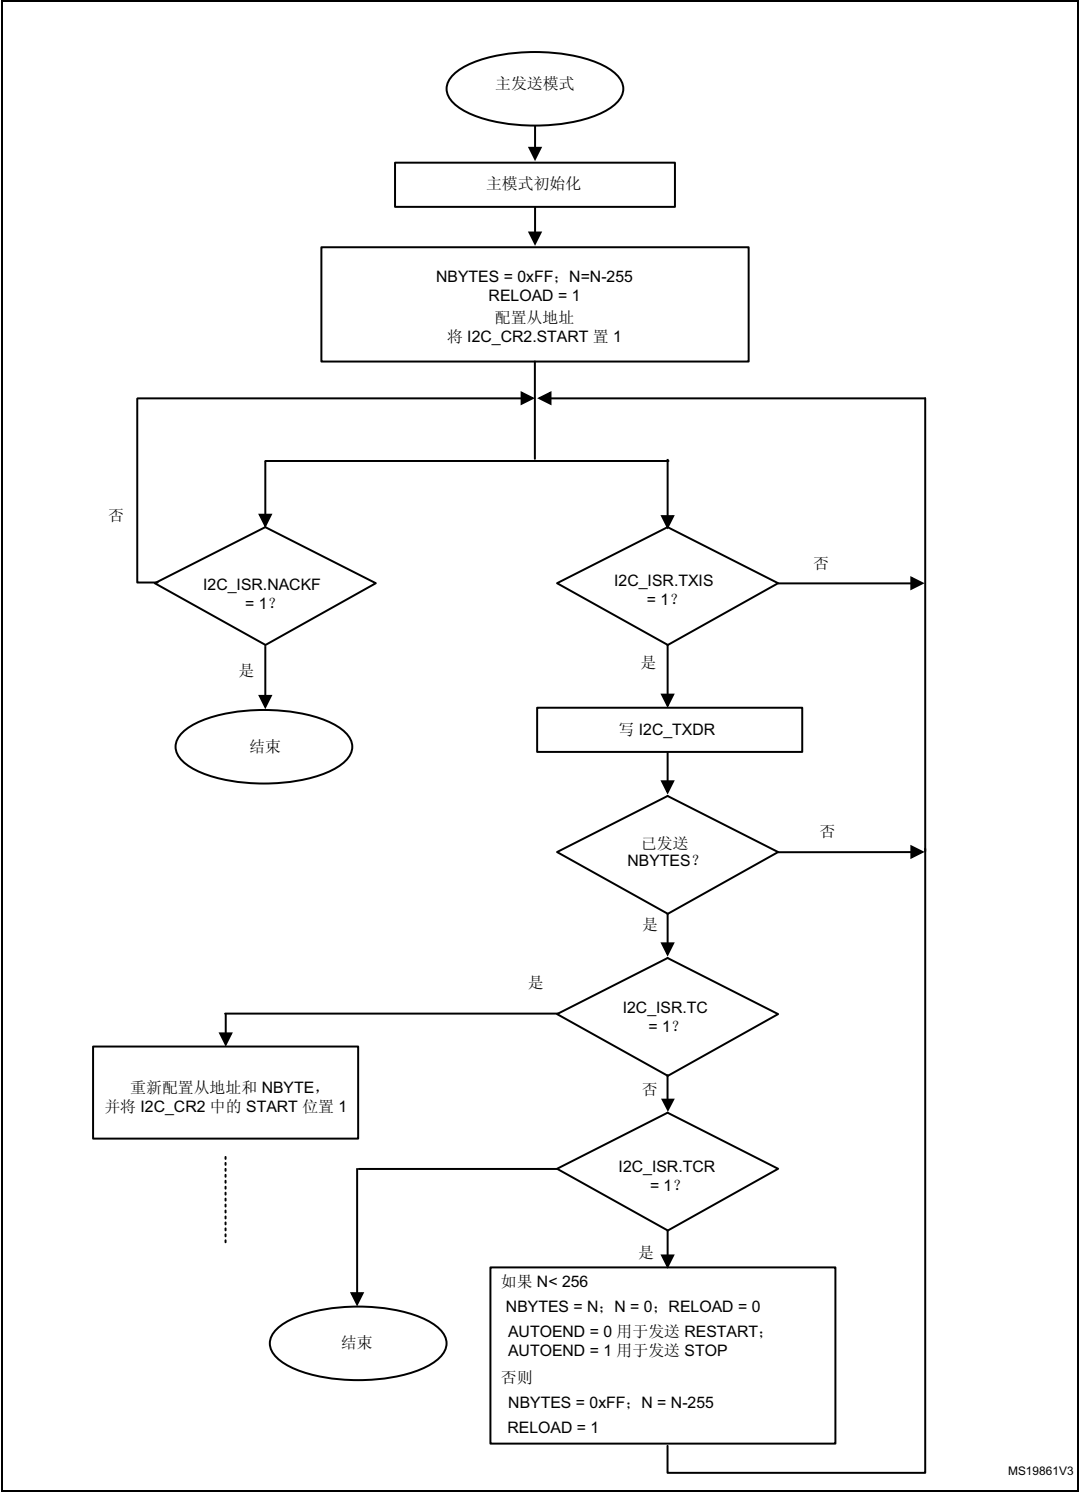 主发送模式
主模式初始化
NBYTES = 0xFF；N=N-255
RELOAD = 1
配置从地址
将 I2C_CR2.START 置 1
否
I2C_ISR.NACKF
= 1？
是
结束
I2C_ISR.TXIS
= 1？
否
是
写 I2C_TXDR
已发送
NBYTES？
否
是
I2C_ISR.TC
= 1？
是
重新配置从地址和 NBYTE，
并将 I2C_CR2 中的 START 位置 1
否
I2C_ISR.TCR
= 1？
结束
是
如果 N< 256
NBYTES = N；N = 0；RELOAD = 0
AUTOEND = 0 用于发送 RESTART；
AUTOEND = 1 用于发送 STOP
否则
NBYTES = 0xFF；N = N-255
RELOAD = 1
MS19861V3